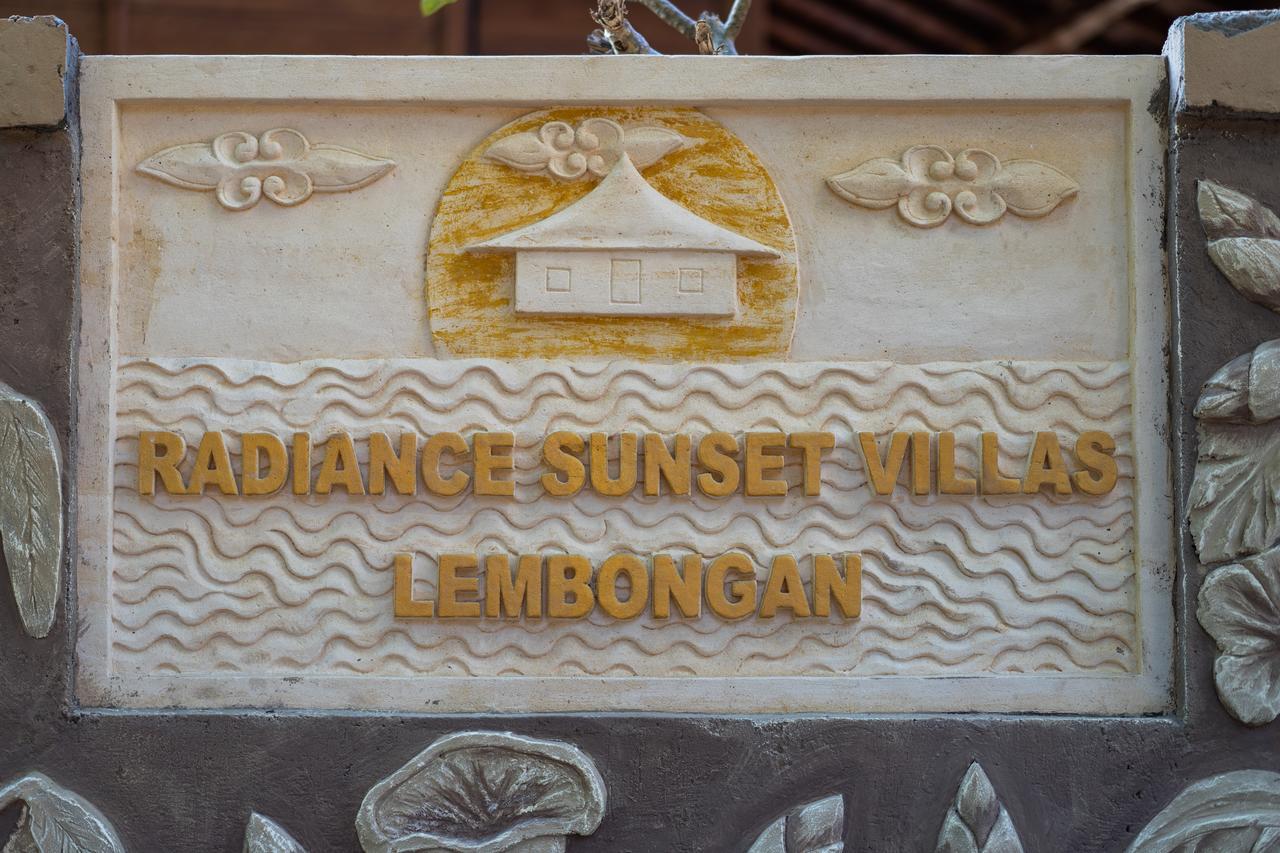 RADIANCE SUNSET VILLAS
LEMBONGAN